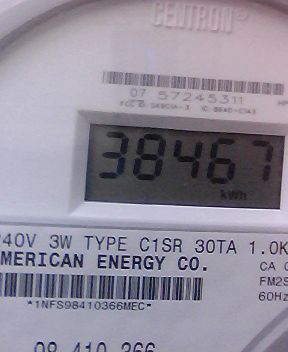 CENTRON®
07 57245311
38467
kWh
240V 3W TYPE C1SR 30TA 1.0K
AMERICAN ENERGY CO.
CA
FM2S
60Hz
*1NFS98410366MEC*
98 410 366